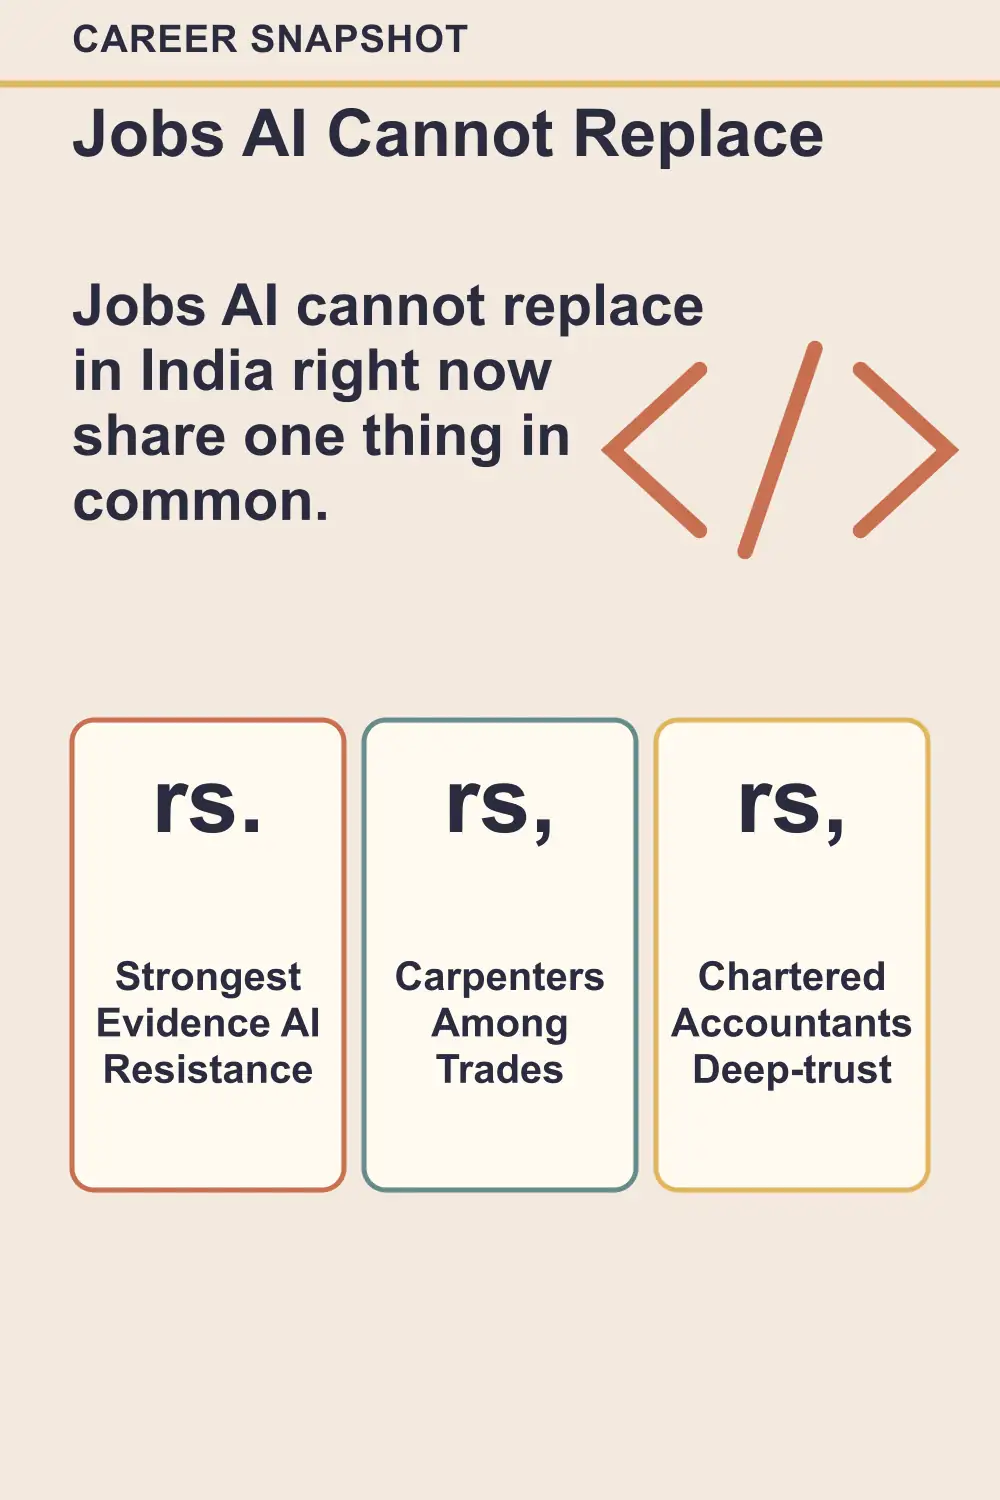 CAREER SNAPSHOT
Jobs AI Cannot Replace
Jobs AI cannot replace
in India right now
share one thing in
common.
rs.
Strongest
Evidence AI
Resistance
rs,
Carpenters
Among
Trades
rs,
Chartered
Accountants
Deep-trust